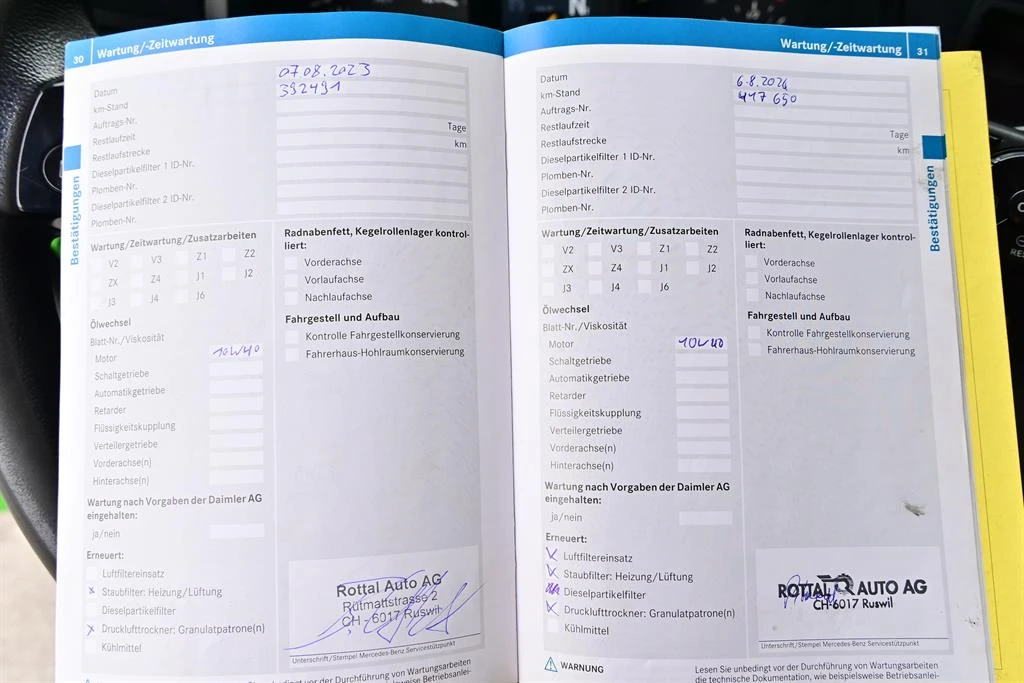 30 Wartung/-Zeitwartung
Datum 07.08.2023
km-Stand 392491
Auftrags-Nr.
Restlaufzeit Tage
Restlaufstrecke km
Dieselpartikelfilter 1 ID-Nr.
Plomben-Nr.
Dieselpartikelfilter 2 ID-Nr.
Plomben-Nr.
Bestätigungen
Wartung/Zeitwartung/Zusatzarbeiten
V2 V3 Z1 Z2
ZX Z4 J1 J2
J3 J4 J6
Ölwechsel
Blatt-Nr./Viskosität
Motor 10W40
Schaltgetriebe
Automatikgetriebe
Retarder
Flüssigkeitskupplung
Verteilergetriebe
Vorderachse(n)
Hinterachse(n)
Wartung nach Vorgaben der Daimler AG
eingehalten:
ja/nein
Erneuert:
Luftfiltereinsatz
x Staubfilter: Heizung/Lüftung
Dieselpartikelfilter
x Drucklufttrockner: Granulatpatrone(n)
Kühlmittel
Radnabenfett, Kegelrollenlager kontrol-
liert:
Vorderachse
Vorlaufachse
Nachlaufachse
Fahrgestell und Aufbau
Kontrolle Fahrgestellkonservierung
Fahrerhaus-Hohlraumkonservierung
Rottal Auto AG
Rütmattstrasse 2
CH - 6017 Ruswil
Unterschrift/Stempel Mercedes-Benz Servicestützpunkt
Wartung/-Zeitwartung 31
Datum 6.8.2024
km-Stand 417 650
Auftrags-Nr.
Restlaufzeit Tage
Restlaufstrecke km
Dieselpartikelfilter 1 ID-Nr.
Plomben-Nr.
Dieselpartikelfilter 2 ID-Nr.
Plomben-Nr.
Bestätigungen
Wartung/Zeitwartung/Zusatzarbeiten
V2 V3 Z1 Z2
ZX Z4 J1 J2
J3 J4 J6
Ölwechsel
Blatt-Nr./Viskosität
Motor 10W40
Schaltgetriebe
Automatikgetriebe
Retarder
Flüssigkeitskupplung
Verteilergetriebe
Vorderachse(n)
Hinterachse(n)
Wartung nach Vorgaben der Daimler AG
eingehalten:
ja/nein
Erneuert:
x Luftfiltereinsatz
x Staubfilter: Heizung/Lüftung
Dieselpartikelfilter
x Drucklufttrockner: Granulatpatrone(n)
Kühlmittel
Radnabenfett, Kegelrollenlager kontrol-
liert:
Vorderachse
Vorlaufachse
Nachlaufachse
Fahrgestell und Aufbau
Kontrolle Fahrgestellkonservierung
Fahrerhaus-Hohlraumkonservierung
ROTTAL AUTO AG
CH-6017 Ruswil
Unterschrift/Stempel Mercedes-Benz Servicestützpunkt
WARNUNG
Lesen Sie unbedingt vor der Durchführung von Wartungsarbeiten
die technische Dokumentation, wie beispielsweise Betriebsanlei-